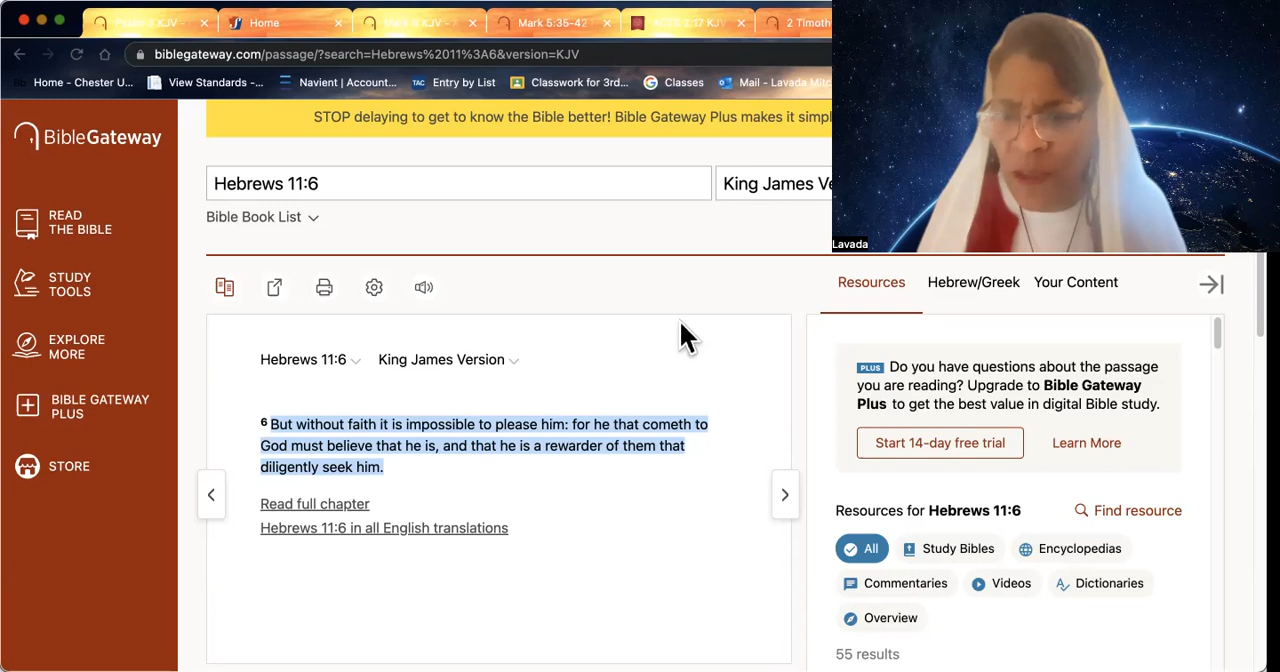 Home
Mark 5:35-42
2 Timoth
biblegateway.com/passage/?search=Hebrews%2011%3A6&version=KJV
Home - Chester U...
View Standards -...
Navient | Account...
TAC Entry by List
Classwork for 3rd...
Classes
Mail - Lavada Mitc
BibleGateway
STOP delaying to get to know the Bible better! Bible Gateway Plus makes it simpl
Hebrews 11:6
King James Ve
Bible Book List
Lavada
READ
THE BIBLE
STUDY
TOOLS
EXPLORE
MORE
BIBLE GATEWAY
PLUS
STORE
Resources
Hebrew/Greek
Your Content
Hebrews 11:6
King James Version
6 But without faith it is impossible to please him: for he that cometh to
God must believe that he is, and that he is a rewarder of them that
diligently seek him.
Read full chapter
Hebrews 11:6 in all English translations
PLUS Do you have questions about the passage
you are reading? Upgrade to Bible Gateway
Plus to get the best value in digital Bible study.
Start 14-day free trial
Learn More
Resources for Hebrews 11:6
Find resource
All
Study Bibles
Encyclopedias
Commentaries
Videos
Dictionaries
Overview
55 results